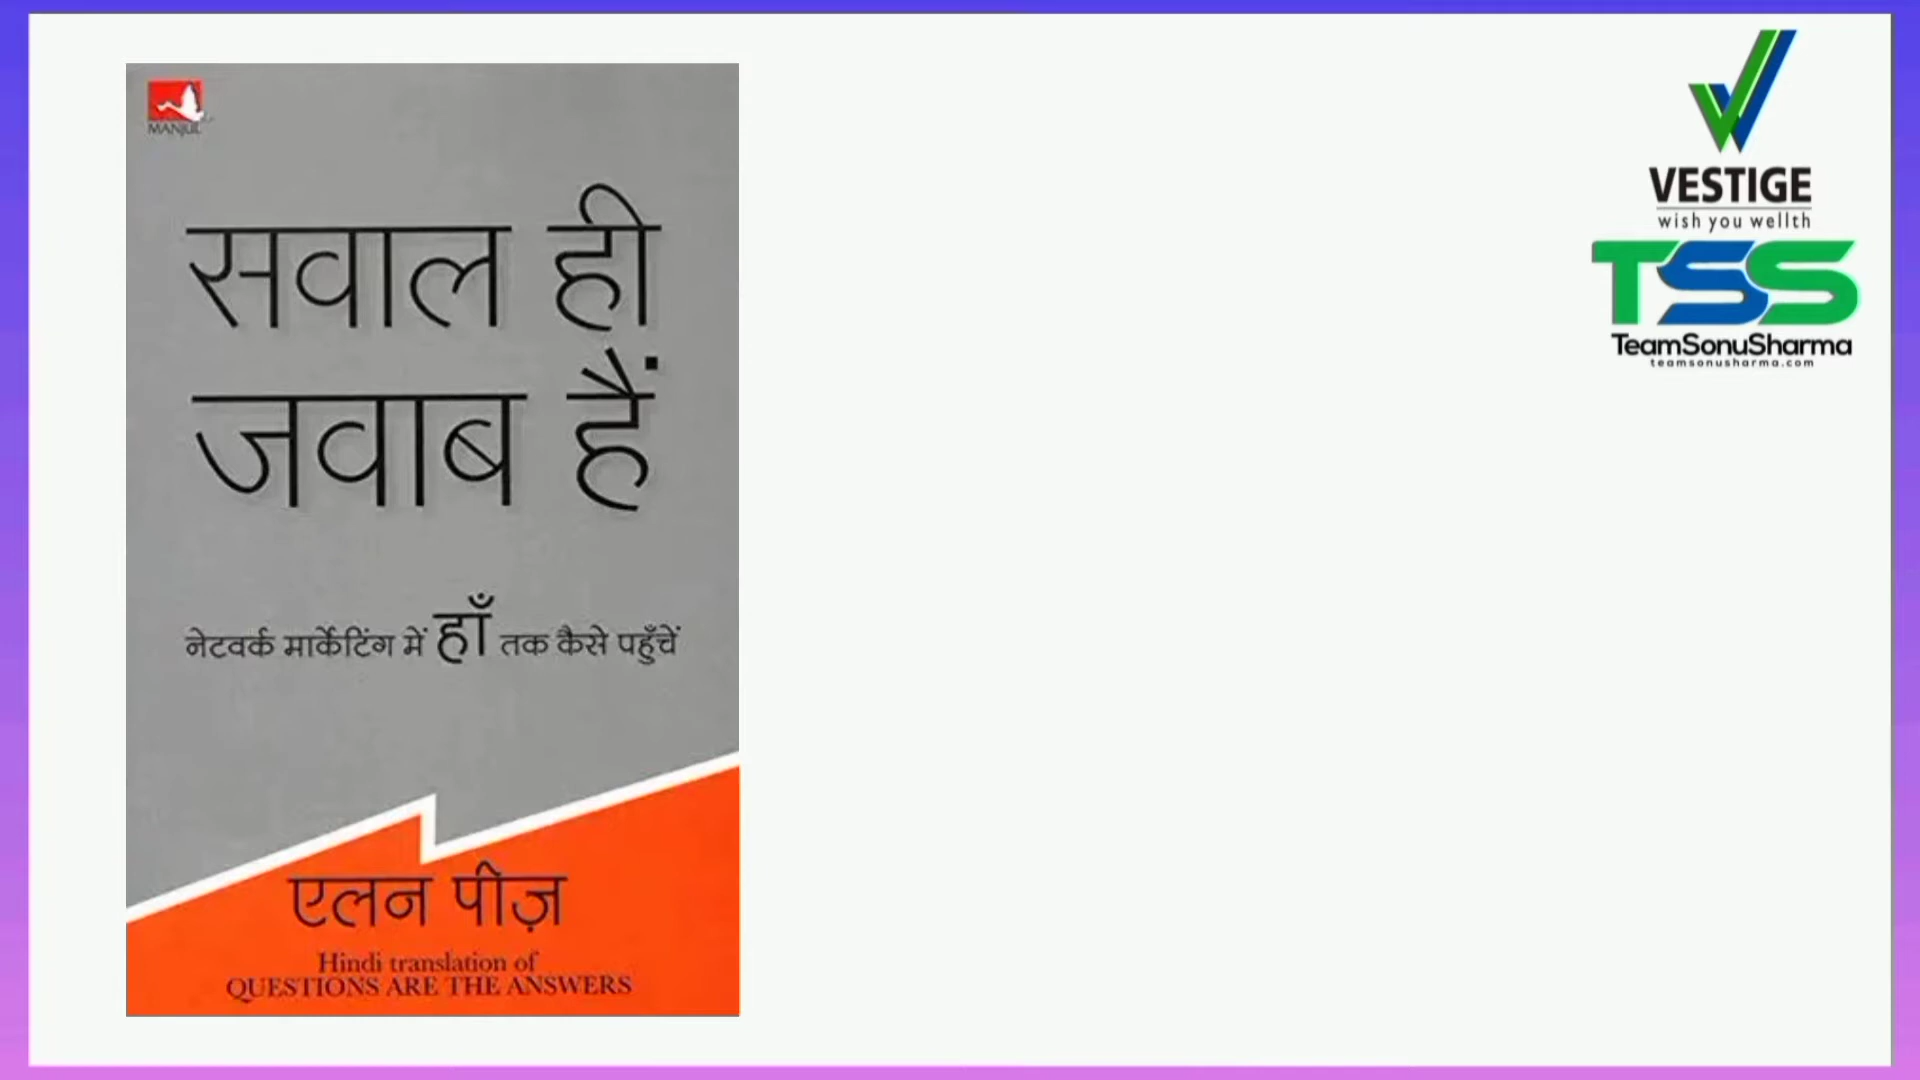 MANJUL
सवाल ही
जवाब हैं
नेटवर्क मार्केटिंग में हाँ तक कैसे पहुँचें
एलन पीज़
Hindi translation of
QUESTIONS ARE THE ANSWERS
VESTIGE
wish you wellth
TSS
TeamSonuSharma
teamsonusharma.com